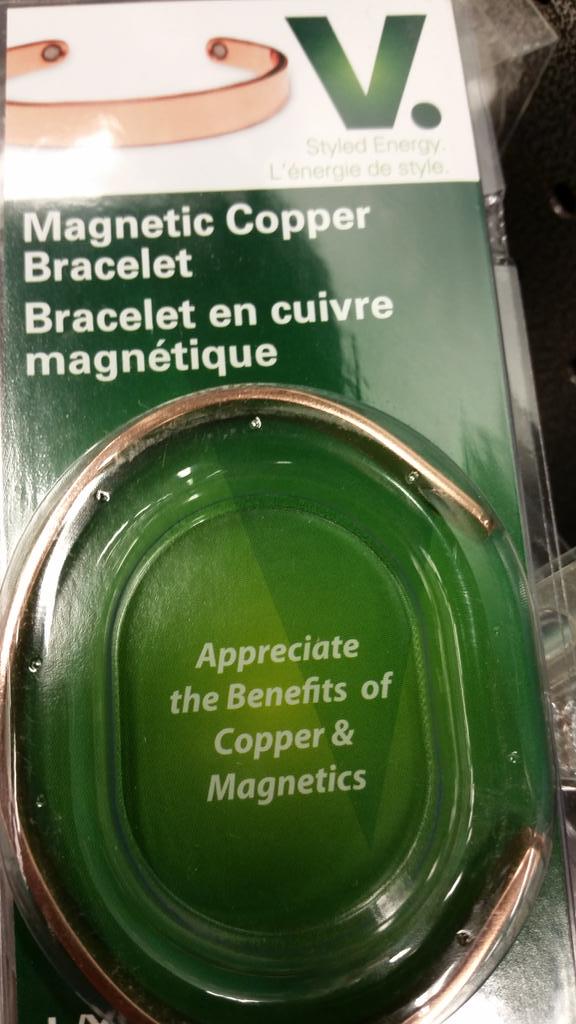 V.
Styled Energy.
L'énergie de style.
Magnetic Copper
Bracelet
Bracelet en cuivre
magnétique
Appreciate
the Benefits of
Copper &
Magnetics